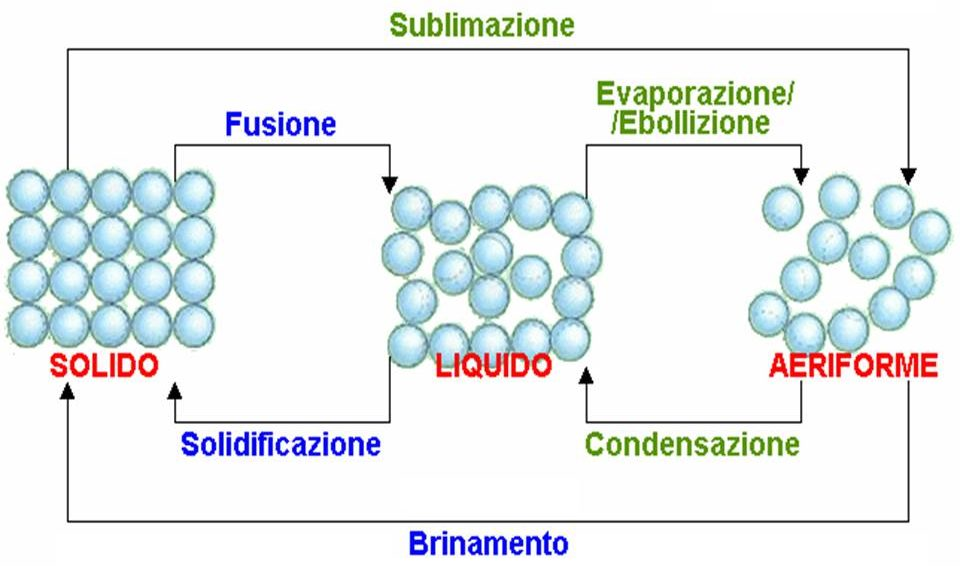 Sublimazione
Evaporazione/
/Ebollizione
Fusione
SOLIDO
LIQUIDO
AERIFORME
Solidificazione
Condensazione
Brinamento